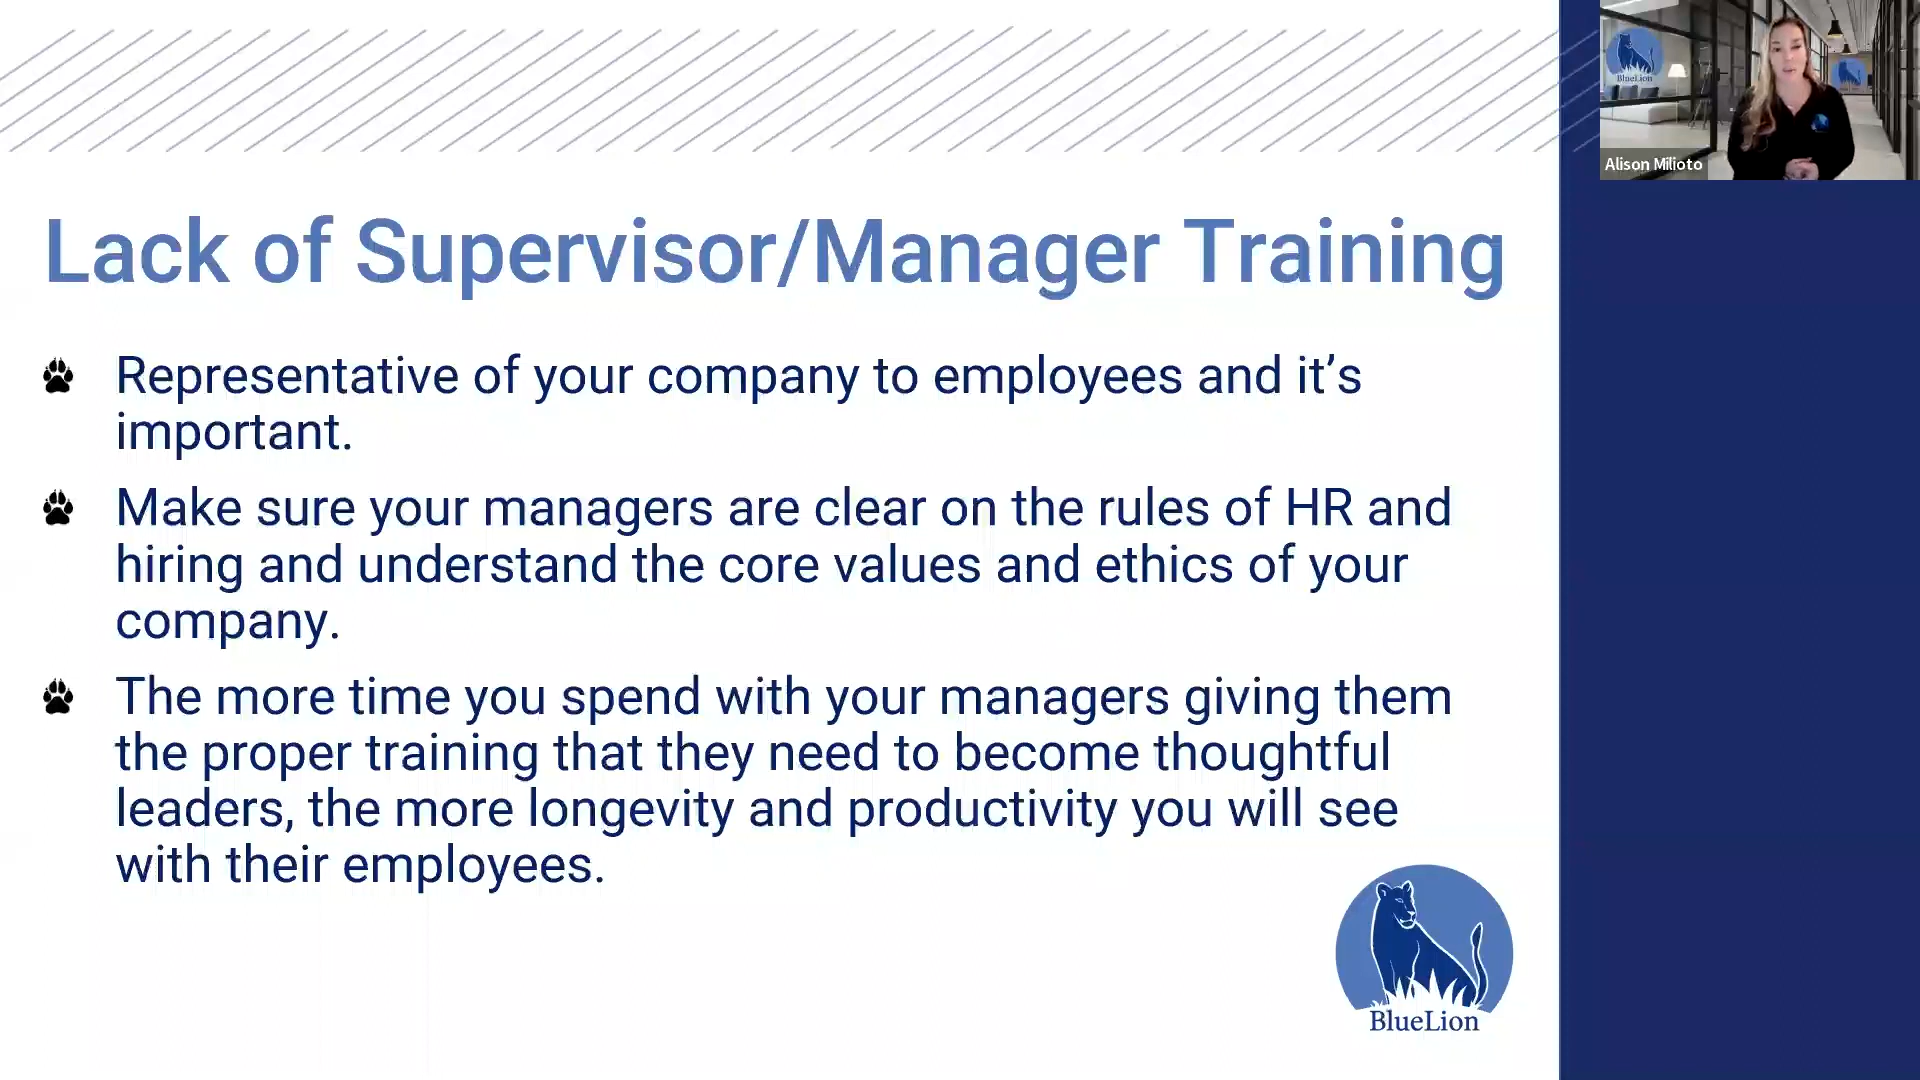 BlueLion
Alison Milioto
Lack of Supervisor/Manager Training
Representative of your company to employees and it’s
important.
Make sure your managers are clear on the rules of HR and
hiring and understand the core values and ethics of your
company.
The more time you spend with your managers giving them
the proper training that they need to become thoughtful
leaders, the more longevity and productivity you will see
with their employees.
BlueLion